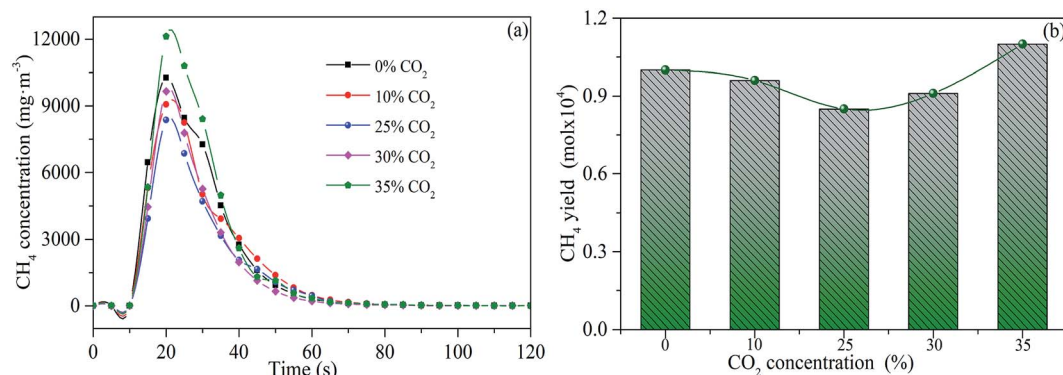 (a)
CH₄ concentration (mg·m⁻³)
12000
9000
6000
3000
0
0% CO₂
10% CO₂
25% CO₂
30% CO₂
35% CO₂
0 20 40 60 80 100 120
Time (s)
(b)
CH₄ yield (molx10⁴)
1.2
0.9
0.6
0.3
0.0
0 10 25 30 35
CO₂ concentration (%)